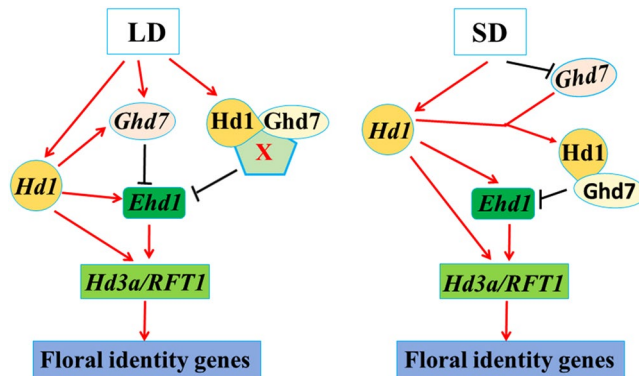 LD
Ghd7
Hd1
Ghd7
X
Hd1
Ehd1
Hd3a/RFT1
Floral identity genes
SD
Ghd7
Hd1
Hd1
Ghd7
Ehd1
Hd3a/RFT1
Floral identity genes